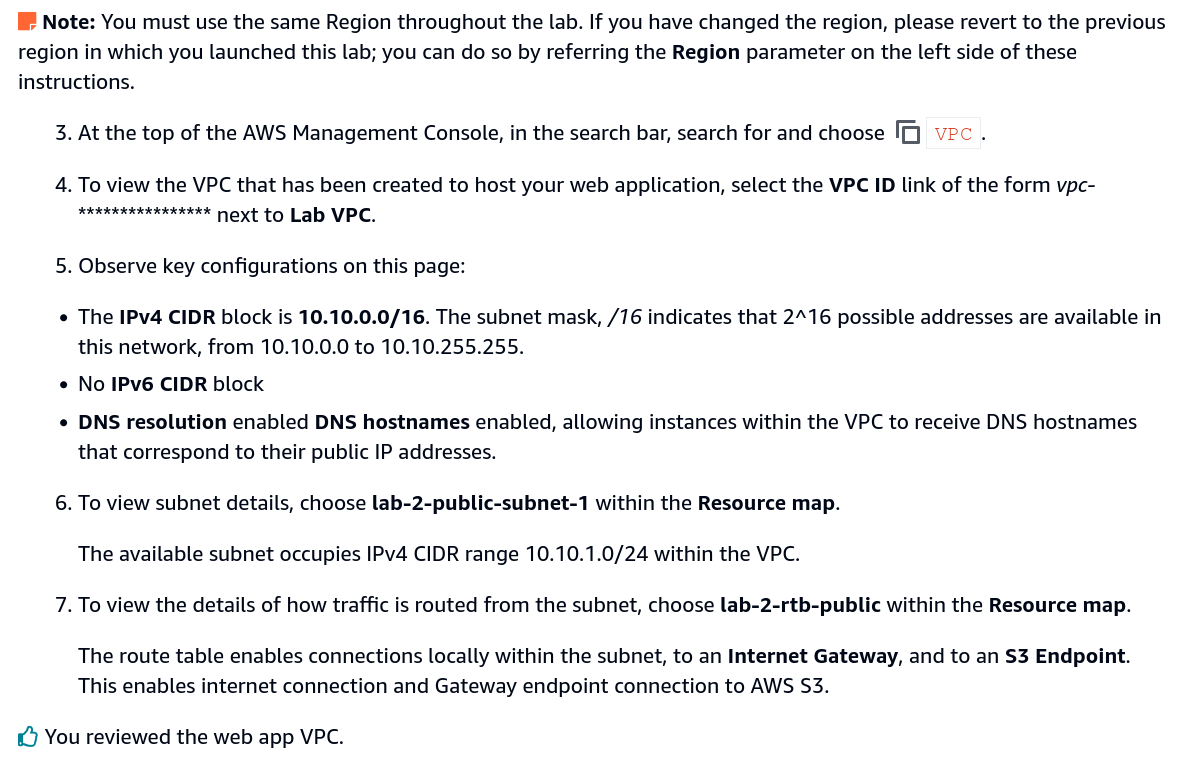 Note: You must use the same Region throughout the lab. If you have changed the region, please revert to the previous
region in which you launched this lab; you can do so by referring the Region parameter on the left side of these
instructions.
3. At the top of the AWS Management Console, in the search bar, search for and choose VPC.
4. To view the VPC that has been created to host your web application, select the VPC ID link of the form vpc-
**************** next to Lab VPC.
5. Observe key configurations on this page:
• The IPv4 CIDR block is 10.10.0.0/16. The subnet mask, /16 indicates that 2^16 possible addresses are available in
this network, from 10.10.0.0 to 10.10.255.255.
• No IPv6 CIDR block
• DNS resolution enabled DNS hostnames enabled, allowing instances within the VPC to receive DNS hostnames
that correspond to their public IP addresses.
6. To view subnet details, choose lab-2-public-subnet-1 within the Resource map.
The available subnet occupies IPv4 CIDR range 10.10.1.0/24 within the VPC.
7. To view the details of how traffic is routed from the subnet, choose lab-2-rtb-public within the Resource map.
The route table enables connections locally within the subnet, to an Internet Gateway, and to an S3 Endpoint.
This enables internet connection and Gateway endpoint connection to AWS S3.
You reviewed the web app VPC.